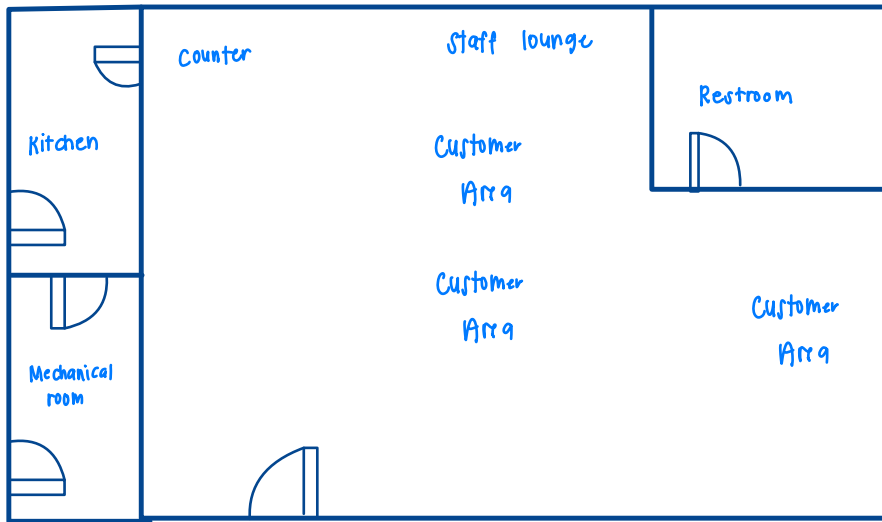 Counter
Staff lounge
Restroom
Kitchen
Customer
Area
Customer
Area
Customer
Area
Mechanical
room